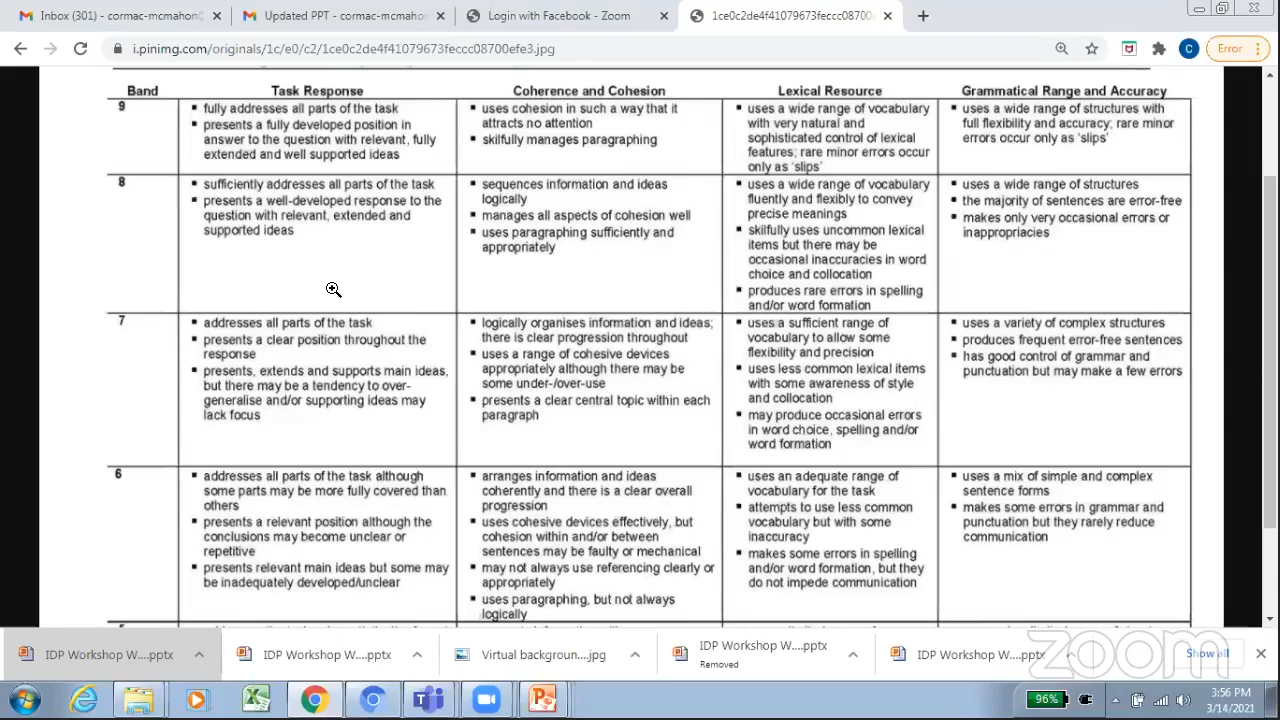 Inbox (301) - cormac-mcmahon@
Updated PPT - cormac-mcmahon
Login with Facebook - Zoom
1ce0c2de4f41079673feccc08700
i.pinimg.com/originals/1c/e0/c2/1ce0c2de4f41079673feccc08700efe3.jpg
C
Error
Band
Task Response
Coherence and Cohesion
Lexical Resource
Grammatical Range and Accuracy
9
fully addresses all parts of the task
presents a fully developed position in
answer to the question with relevant, fully
extended and well supported ideas
uses cohesion in such a way that it
attracts no attention
skilfully manages paragraphing
uses a wide range of vocabulary
with very natural and
sophisticated control of lexical
features; rare minor errors occur
only as ‘slips’
uses a wide range of structures with
full flexibility and accuracy; rare minor
errors occur only as ‘slips’
8
sufficiently addresses all parts of the task
presents a well-developed response to the
question with relevant, extended and
supported ideas
sequences information and ideas
logically
manages all aspects of cohesion well
uses paragraphing sufficiently and
appropriately
uses a wide range of vocabulary
fluently and flexibly to convey
precise meanings
skilfully uses uncommon lexical
items but there may be
occasional inaccuracies in word
choice and collocation
produces rare errors in spelling
and/or word formation
uses a wide range of structures
the majority of sentences are error-free
makes only very occasional errors or
inappropriacies
7
addresses all parts of the task
presents a clear position throughout the
response
presents, extends and supports main ideas,
but there may be a tendency to over-
generalise and/or supporting ideas may
lack focus
logically organises information and ideas;
there is clear progression throughout
uses a range of cohesive devices
appropriately although there may be
some under-/over-use
presents a clear central topic within each
paragraph
uses a sufficient range of
vocabulary to allow some
flexibility and precision
uses less common lexical items
with some awareness of style
and collocation
may produce occasional errors
in word choice, spelling and/or
word formation
uses a variety of complex structures
produces frequent error-free sentences
has good control of grammar and
punctuation but may make a few errors
6
addresses all parts of the task although
some parts may be more fully covered than
others
presents a relevant position although the
conclusions may become unclear or
repetitive
presents relevant main ideas but some may
be inadequately developed/unclear
arranges information and ideas
coherently and there is a clear overall
progression
uses cohesive devices effectively, but
cohesion within and/or between
sentences may be faulty or mechanical
may not always use referencing clearly or
appropriately
uses paragraphing, but not always
logically
uses an adequate range of
vocabulary for the task
attempts to use less common
vocabulary but with some
inaccuracy
makes some errors in spelling
and/or word formation, but they
do not impede communication
uses a mix of simple and complex
sentence forms
makes some errors in grammar and
punctuation but they rarely reduce
communication
IDP Workshop W....pptx
IDP Workshop W....pptx
virtual backgroun....jpg
IDP Workshop W....pptx
Removed
IDP Workshop W....pptx
Show all
zoom
96%
3:56 PM
3/14/2021